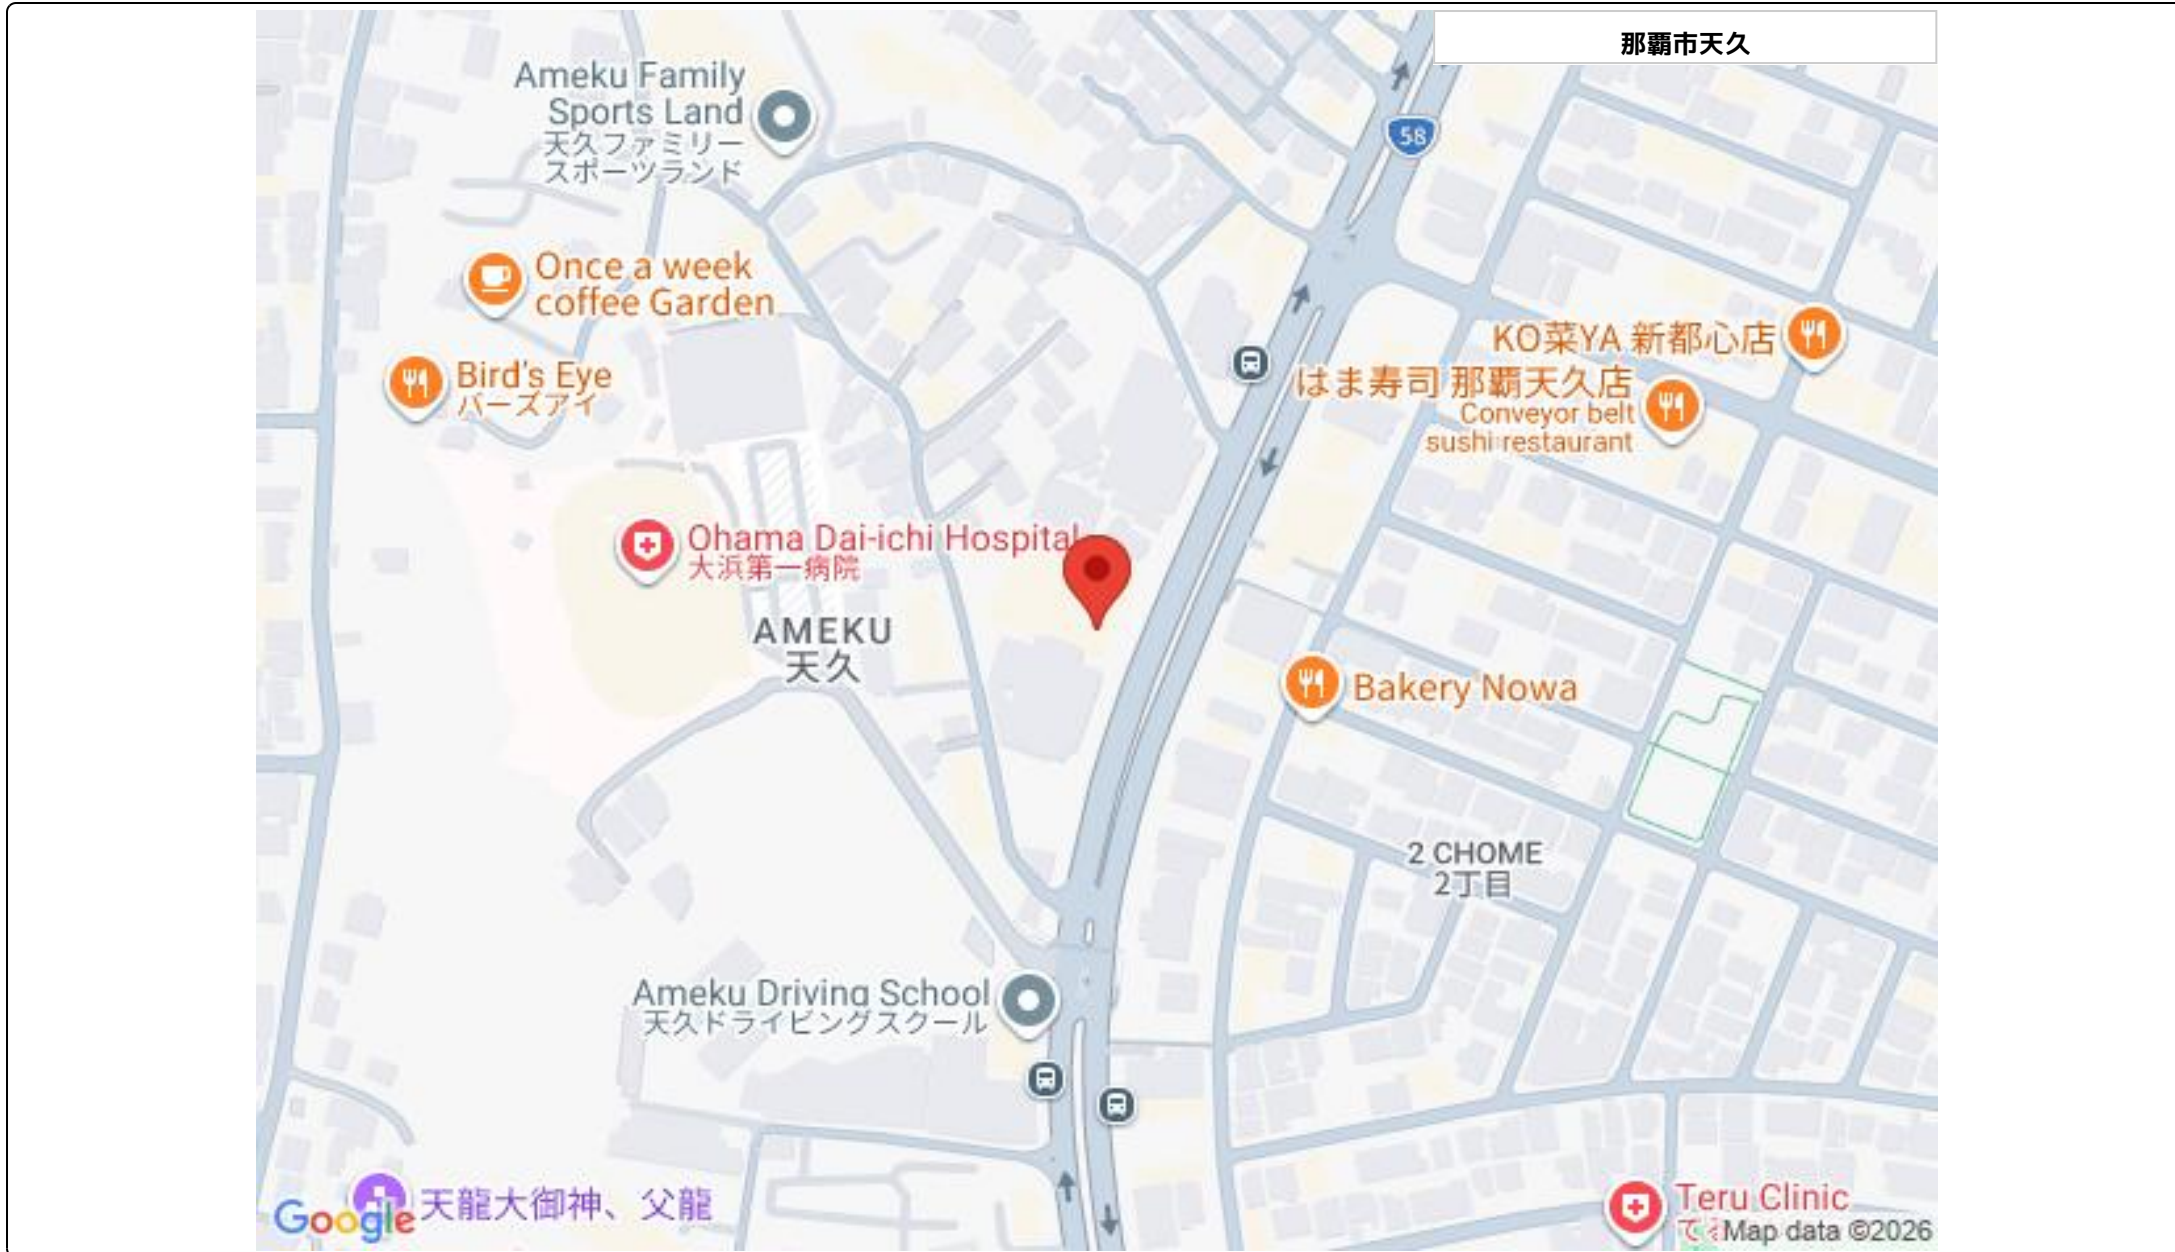 那覇市天久
Ameku Family
Sports Land
天久ファミリー
スポーツランド
58
Once a week
coffee Garden
KO菜YA 新都心店
Bird's Eye
バーズアイ
はま寿司 那覇天久店
Conveyor belt
sushi restaurant
Ohama Dai-ichi Hospital
大浜第一病院
AMEKU
天久
Bakery Nowa
2 CHOME
2丁目
Ameku Driving School
天久ドライビングスクール
天龍大御神、父龍
Google
Teru Clinic
Map data ©2026